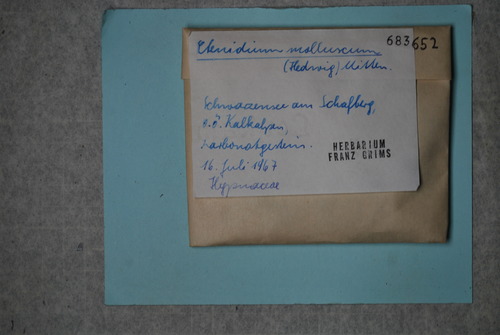 Ctenidium molluscum 683652
(Hedwig) Mitten.
Schwarzensee am Schafberg,
o.ö. Kalkalpen,
Karbonatgestein.
HERBARIUM
FRANZ GRIMS
16. Juli 1967
Hypnaceae